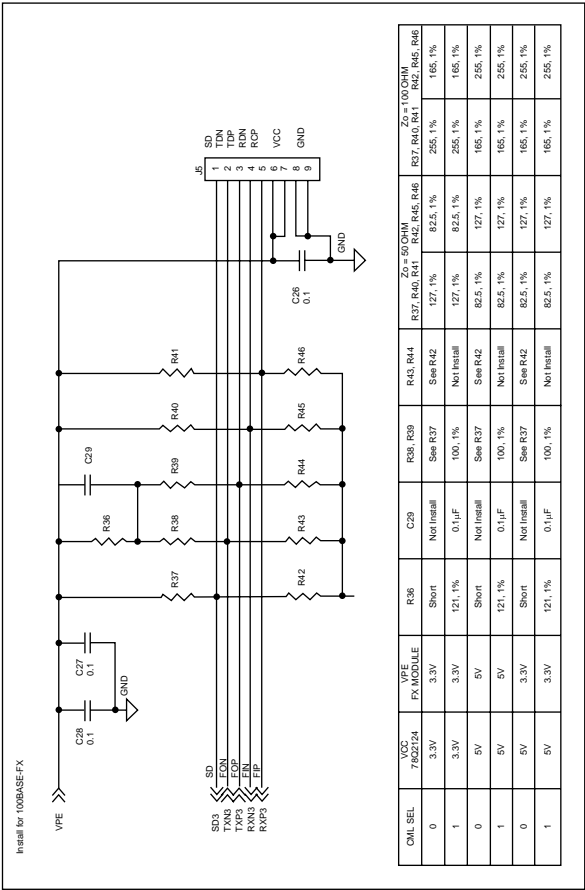 Install for 100BASE-FX
VPE
C28
0.1
C27
0.1
GND
R37
R36
R38
C29
R39
R40
R41
SD3
TXN3
TXP3
RXN3
RXP3
SD
FON
FOP
FIN
FIP
R42
R43
R44
R45
R46
C26
0.1
GND
J5
1 SD
2 TDN
3 TDP
4 RDN
5 RCP
6 VCC
7
8 GND
9
CML SEL VCC 78Q2124 VPE FX MODULE R36 C29 R38, R39 R43, R44 Zo = 50 OHM Zo = 100 OHM
R37, R40, R41 R42, R45, R46 R37, R40, R41 R42, R45, R46
0 3.3V 3.3V Short Not Install See R37 See R42 127, 1% 82.5, 1% 255, 1% 165, 1%
1 3.3V 3.3V 121, 1% 0.1µF 100, 1% Not Install 127, 1% 82.5, 1% 255, 1% 165, 1%
0 5V 5V Short Not Install See R37 See R42 82.5, 1% 127, 1% 165, 1% 255, 1%
1 5V 5V 121, 1% 0.1µF 100, 1% Not Install 82.5, 1% 127, 1% 165, 1% 255, 1%
0 5V 3.3V Short Not Install See R37 See R42 82.5, 1% 127, 1% 165, 1% 255, 1%
1 5V 3.3V 121, 1% 0.1µF 100, 1% Not Install 82.5, 1% 127, 1% 165, 1% 255, 1%